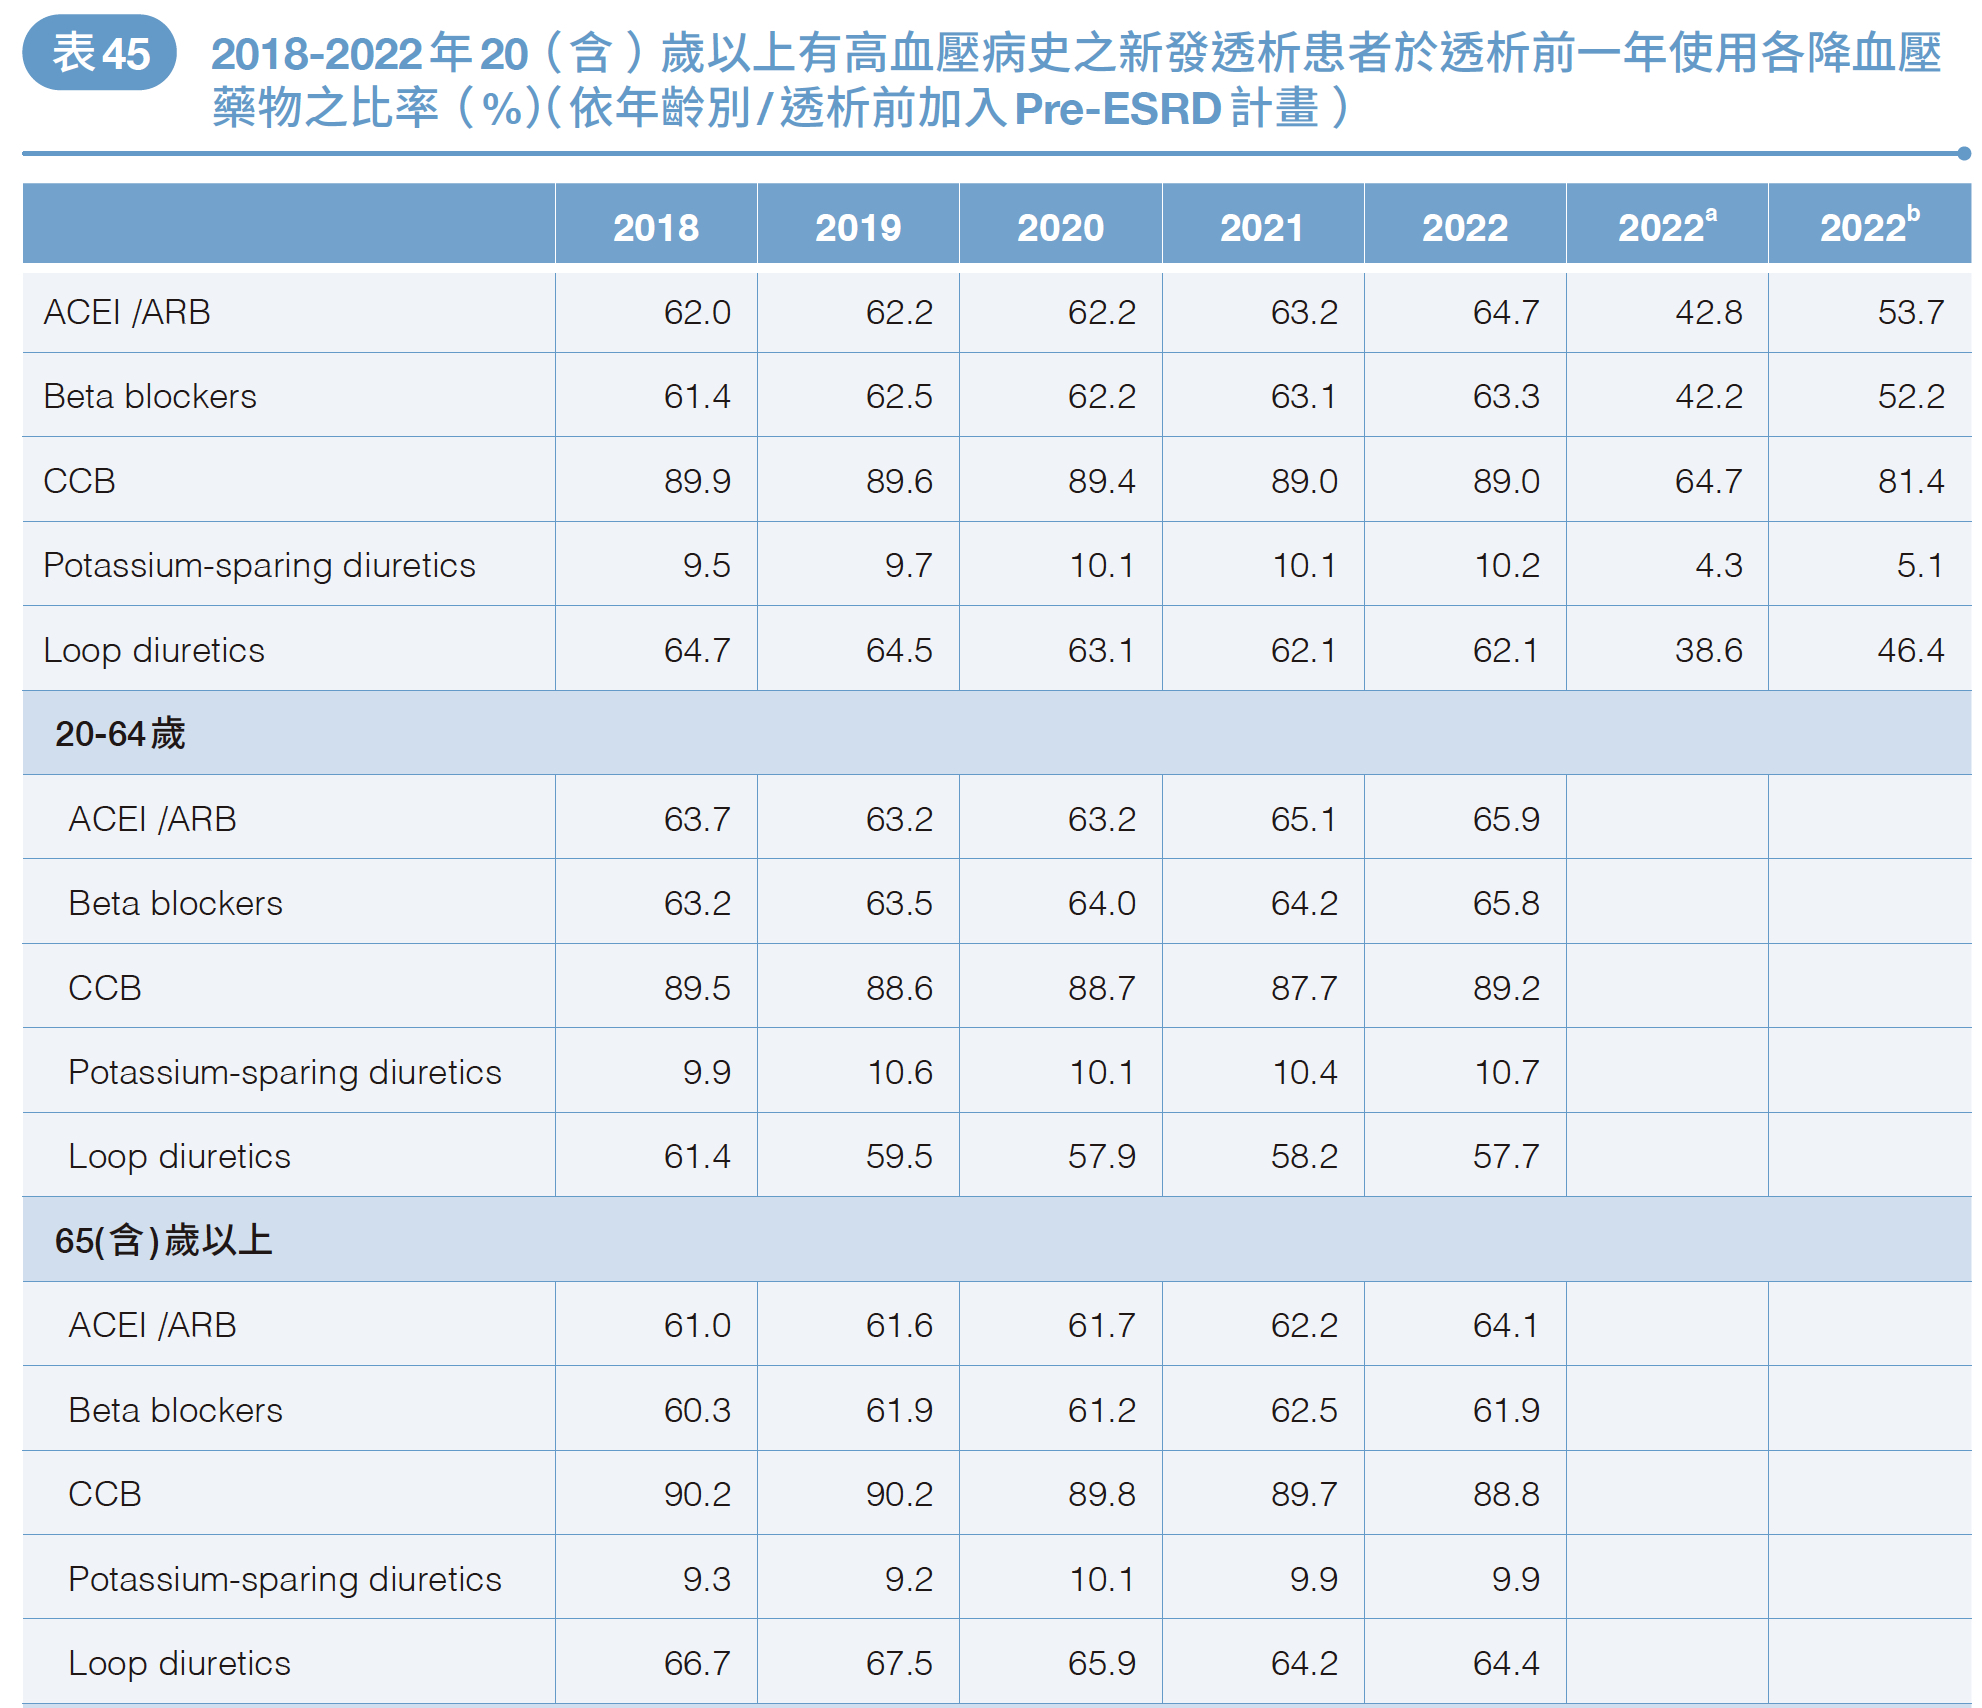 表45 2018-2022年20（含）歲以上有高血壓病史之新發透析患者於透析前一年使用各降血壓
藥物之比率（%）（依年齡別/透析前加入Pre-ESRD計畫）
2018 2019 2020 2021 2022 2022a 2022b
ACEI /ARB 62.0 62.2 62.2 63.2 64.7 42.8 53.7
Beta blockers 61.4 62.5 62.2 63.1 63.3 42.2 52.2
CCB 89.9 89.6 89.4 89.0 89.0 64.7 81.4
Potassium-sparing diuretics 9.5 9.7 10.1 10.1 10.2 4.3 5.1
Loop diuretics 64.7 64.5 63.1 62.1 62.1 38.6 46.4
20-64歲
ACEI /ARB 63.7 63.2 63.2 65.1 65.9
Beta blockers 63.2 63.5 64.0 64.2 65.8
CCB 89.5 88.6 88.7 87.7 89.2
Potassium-sparing diuretics 9.9 10.6 10.1 10.4 10.7
Loop diuretics 61.4 59.5 57.9 58.2 57.7
65(含)歲以上
ACEI /ARB 61.0 61.6 61.7 62.2 64.1
Beta blockers 60.3 61.9 61.2 62.5 61.9
CCB 90.2 90.2 89.8 89.7 88.8
Potassium-sparing diuretics 9.3 9.2 10.1 9.9 9.9
Loop diuretics 66.7 67.5 65.9 64.2 64.4